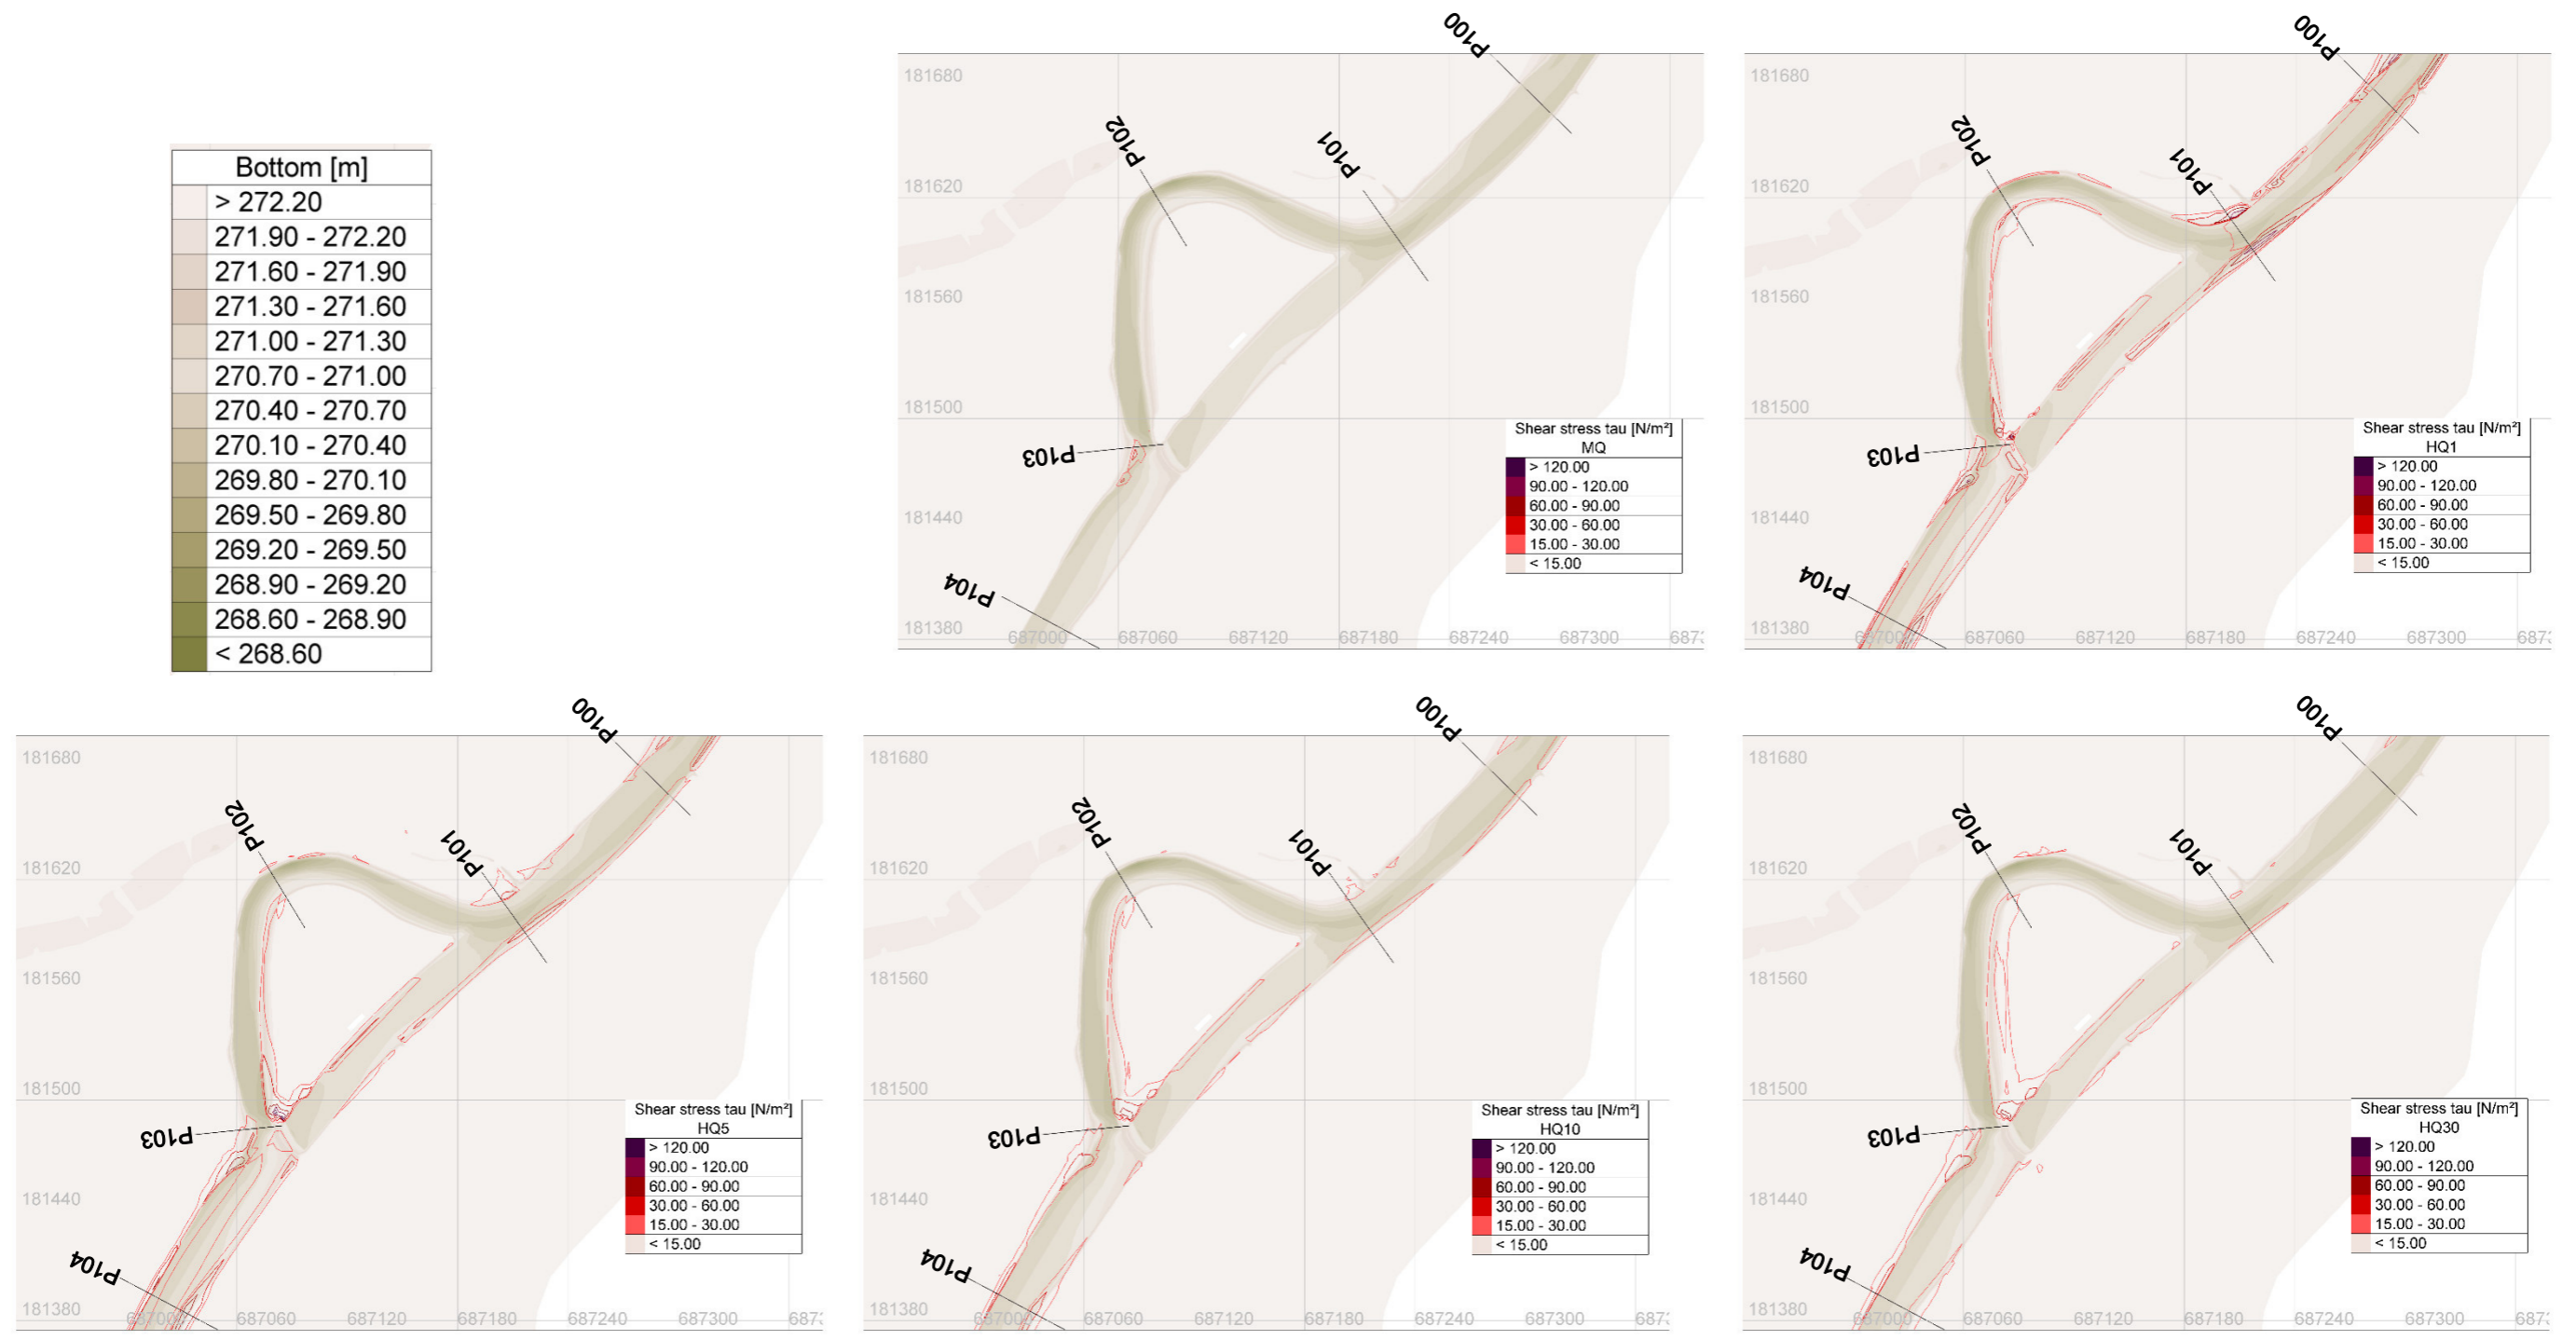 Bottom [m]
> 272.20
271.90 - 272.20
271.60 - 271.90
271.30 - 271.60
271.00 - 271.30
270.70 - 271.00
270.40 - 270.70
270.10 - 270.40
269.80 - 270.10
269.50 - 269.80
269.20 - 269.50
268.90 - 269.20
268.60 - 268.90
< 268.60
P100
P102
P101
P103
P104
181680
181620
181560
181500
181440
181380
687000 687060 687120 687180 687240 687300
Shear stress tau [N/m²]
MQ
> 120.00
90.00 - 120.00
60.00 - 90.00
30.00 - 60.00
15.00 - 30.00
< 15.00
P100
P102
P101
P103
P104
181680
181620
181560
181500
181440
181380
687000 687060 687120 687180 687240 687300
Shear stress tau [N/m²]
HQ1
> 120.00
90.00 - 120.00
60.00 - 90.00
30.00 - 60.00
15.00 - 30.00
< 15.00
P100
P102
P101
P103
P104
181680
181620
181560
181500
181440
181380
687000 687060 687120 687180 687240 687300
Shear stress tau [N/m²]
HQ5
> 120.00
90.00 - 120.00
60.00 - 90.00
30.00 - 60.00
15.00 - 30.00
< 15.00
P100
P102
P101
P103
P104
181680
181620
181560
181500
181440
181380
687000 687060 687120 687180 687240 687300
Shear stress tau [N/m²]
HQ10
> 120.00
90.00 - 120.00
60.00 - 90.00
30.00 - 60.00
15.00 - 30.00
< 15.00
P100
P102
P101
P103
P104
181680
181620
181560
181500
181440
181380
687000 687060 687120 687180 687240 687300
Shear stress tau [N/m²]
HQ30
> 120.00
90.00 - 120.00
60.00 - 90.00
30.00 - 60.00
15.00 - 30.00
< 15.00